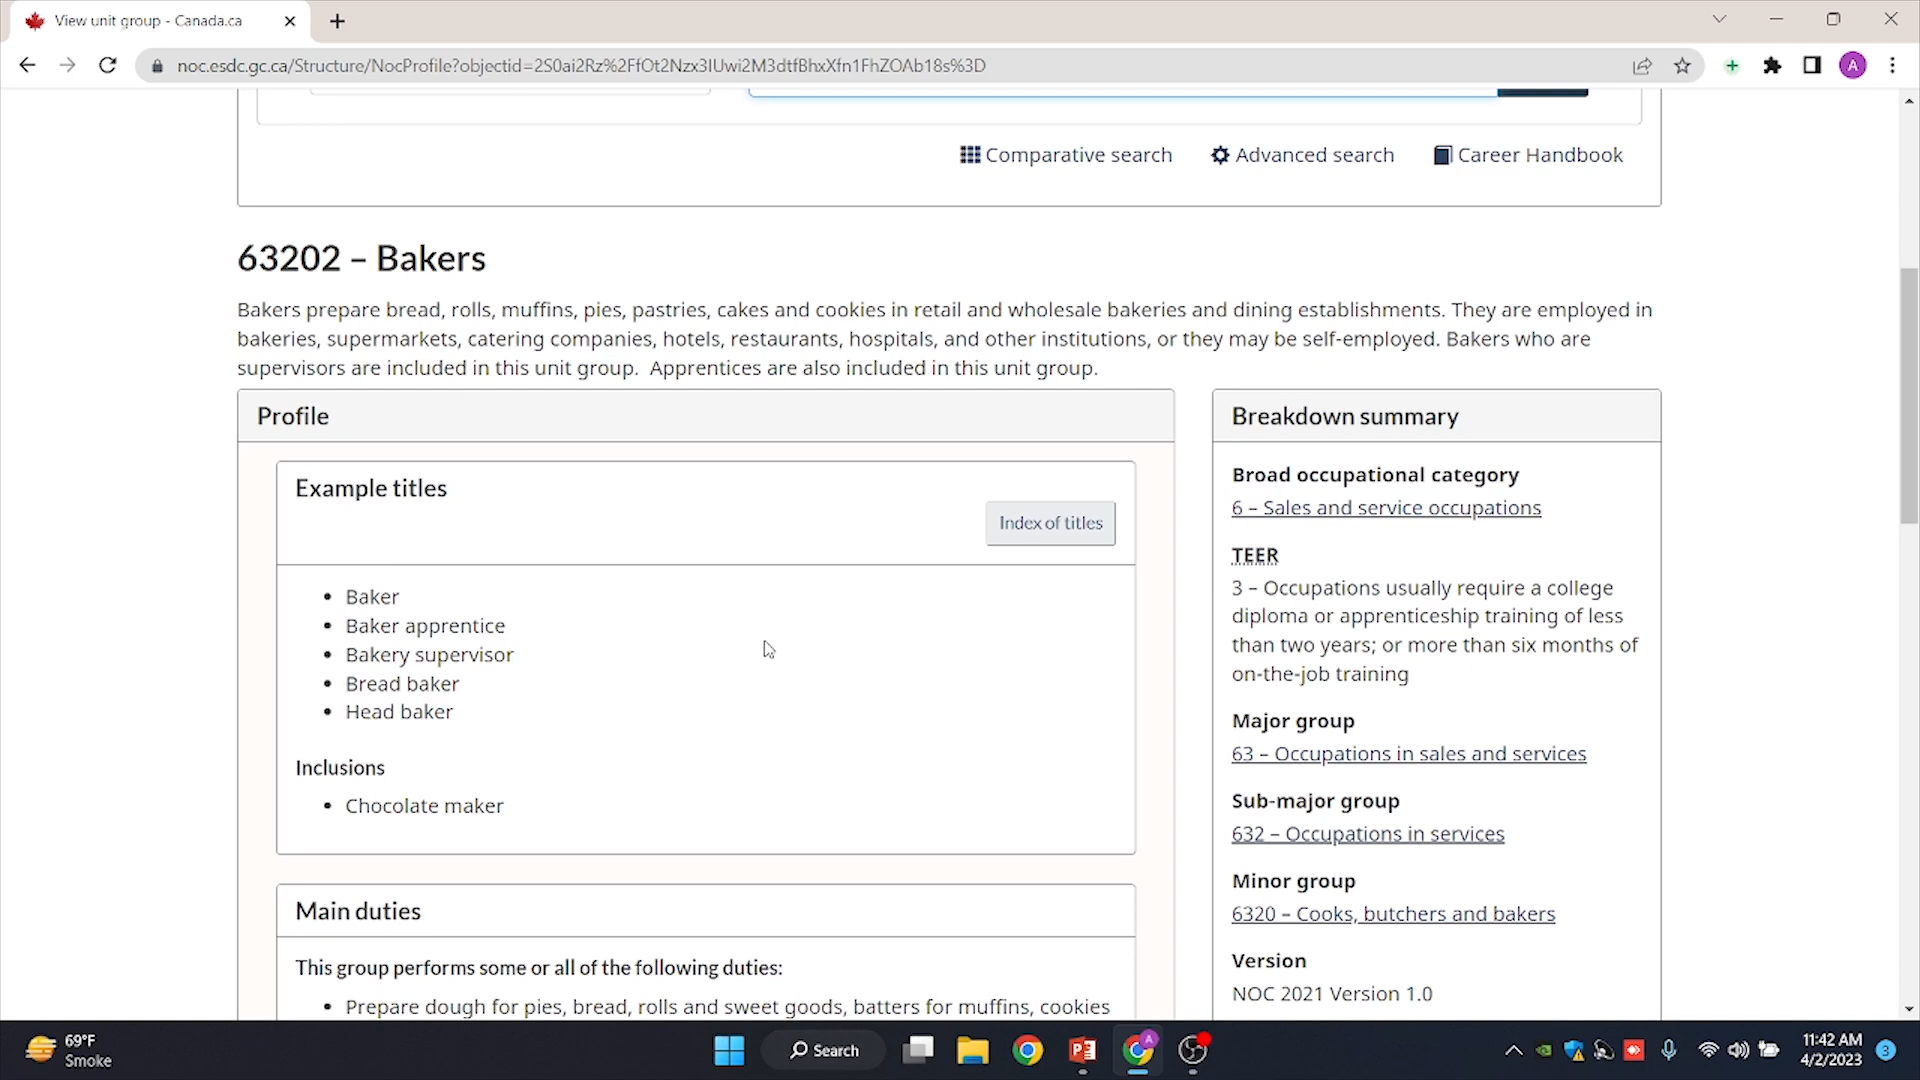 View unit group - Canada.ca
noc.esdc.gc.ca/Structure/NocProfile?objectid=2S0ai2Rz%2FfOt2Nzx3IUwi2M3dtfBhxXfn1FhZOAb18s%3D
A
Comparative search
Advanced search
Career Handbook
63202 – Bakers
Bakers prepare bread, rolls, muffins, pies, pastries, cakes and cookies in retail and wholesale bakeries and dining establishments. They are employed in
bakeries, supermarkets, catering companies, hotels, restaurants, hospitals, and other institutions, or they may be self-employed. Bakers who are
supervisors are included in this unit group.  Apprentices are also included in this unit group.
Profile
Example titles
Index of titles
• Baker
• Baker apprentice
• Bakery supervisor
• Bread baker
• Head baker
Inclusions
• Chocolate maker
Main duties
This group performs some or all of the following duties:
• Prepare dough for pies, bread, rolls and sweet goods, batters for muffins, cookies
Breakdown summary
Broad occupational category
6 – Sales and service occupations
TEER
3 – Occupations usually require a college
diploma or apprenticeship training of less
than two years; or more than six months of
on-the-job training
Major group
63 – Occupations in sales and services
Sub-major group
632 – Occupations in services
Minor group
6320 – Cooks, butchers and bakers
Version
NOC 2021 Version 1.0
69°F
Smoke
Search
11:42 AM
4/2/2023
3